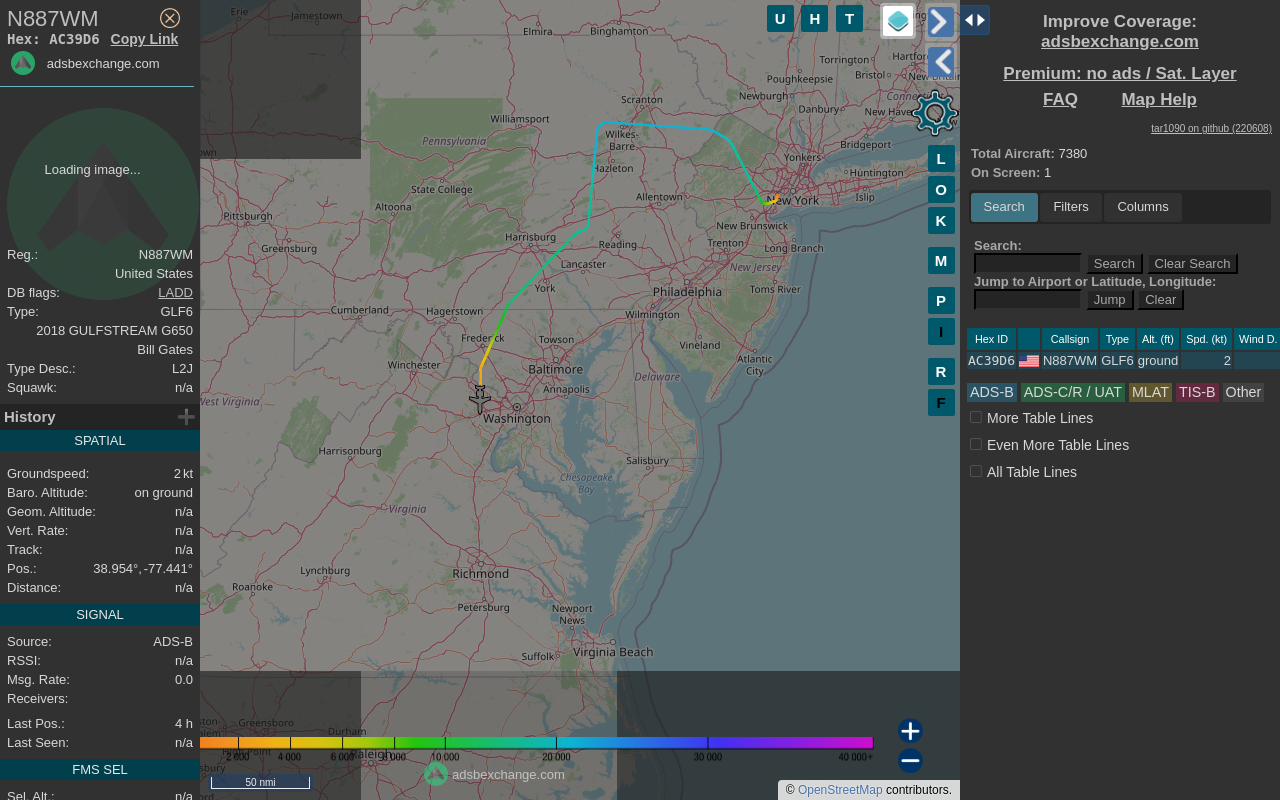 N887WM
Hex: AC39D6 Copy Link
adsbexchange.com
Loading image...
Reg.: N887WM
United States
DB flags: LADD
Type: GLF6
2018 GULFSTREAM G650
Bill Gates
Type Desc.: L2J
Squawk: n/a
History
SPATIAL
Groundspeed: 2 kt
Baro. Altitude: on ground
Geom. Altitude: n/a
Vert. Rate: n/a
Track: n/a
Pos.: 38.954°, -77.441°
Distance: n/a
SIGNAL
Source: ADS-B
RSSI: n/a
Msg. Rate: 0.0
Receivers:
Last Pos.: 4 h
Last Seen: n/a
FMS SEL
Sel. Alt.: n/a
U H T
L
O
K
M
P
I
R
F
Erie
Jamestown
Elmira
Binghamton
Torrington
Hartfor
Poughkeepsie
Bristol
New Britain
Scranton
Newburgh
Danbury
Connecticut
New Haven
Williamsport
Wilkes-
Barre
Pennsylvania
Bridgeport
Yonkers
Hazleton
Huntington
State College
Allentown
New York
Islip
Altoona
Pittsburgh
New Brunswick
Harrisburg
Reading
Trenton
Long Branch
Greensburg
Lancaster
New Jersey
York
Philadelphia
Toms River
Cumberland
Hagerstown
Wilmington
Frederick
Towson
Vineland
Winchester
Baltimore
Atlantic
City
Delaware
Annapolis
West Virginia
Washington
Harrisonburg
Salisbury
Chesapeake
Bay
Virginia
Lynchburg
Richmond
Roanoke
Petersburg
Newport
News
Suffolk
Virginia Beach
Greensboro
Durham
Raleigh
2 000 4 000 6 000 8 000 10 000 20 000 30 000 40 000+
adsbexchange.com
50 nmi
© OpenStreetMap contributors.
Improve Coverage:
adsbexchange.com
Premium: no ads / Sat. Layer
FAQ Map Help
tar1090 on github (220608)
Total Aircraft: 7380
On Screen: 1
Search Filters Columns
Search:
Search Clear Search
Jump to Airport or Latitude, Longitude:
Jump Clear
Hex ID Callsign Type Alt. (ft) Spd. (kt) Wind D.
AC39D6 N887WM GLF6 ground 2
ADS-B ADS-C/R / UAT MLAT TIS-B Other
More Table Lines
Even More Table Lines
All Table Lines